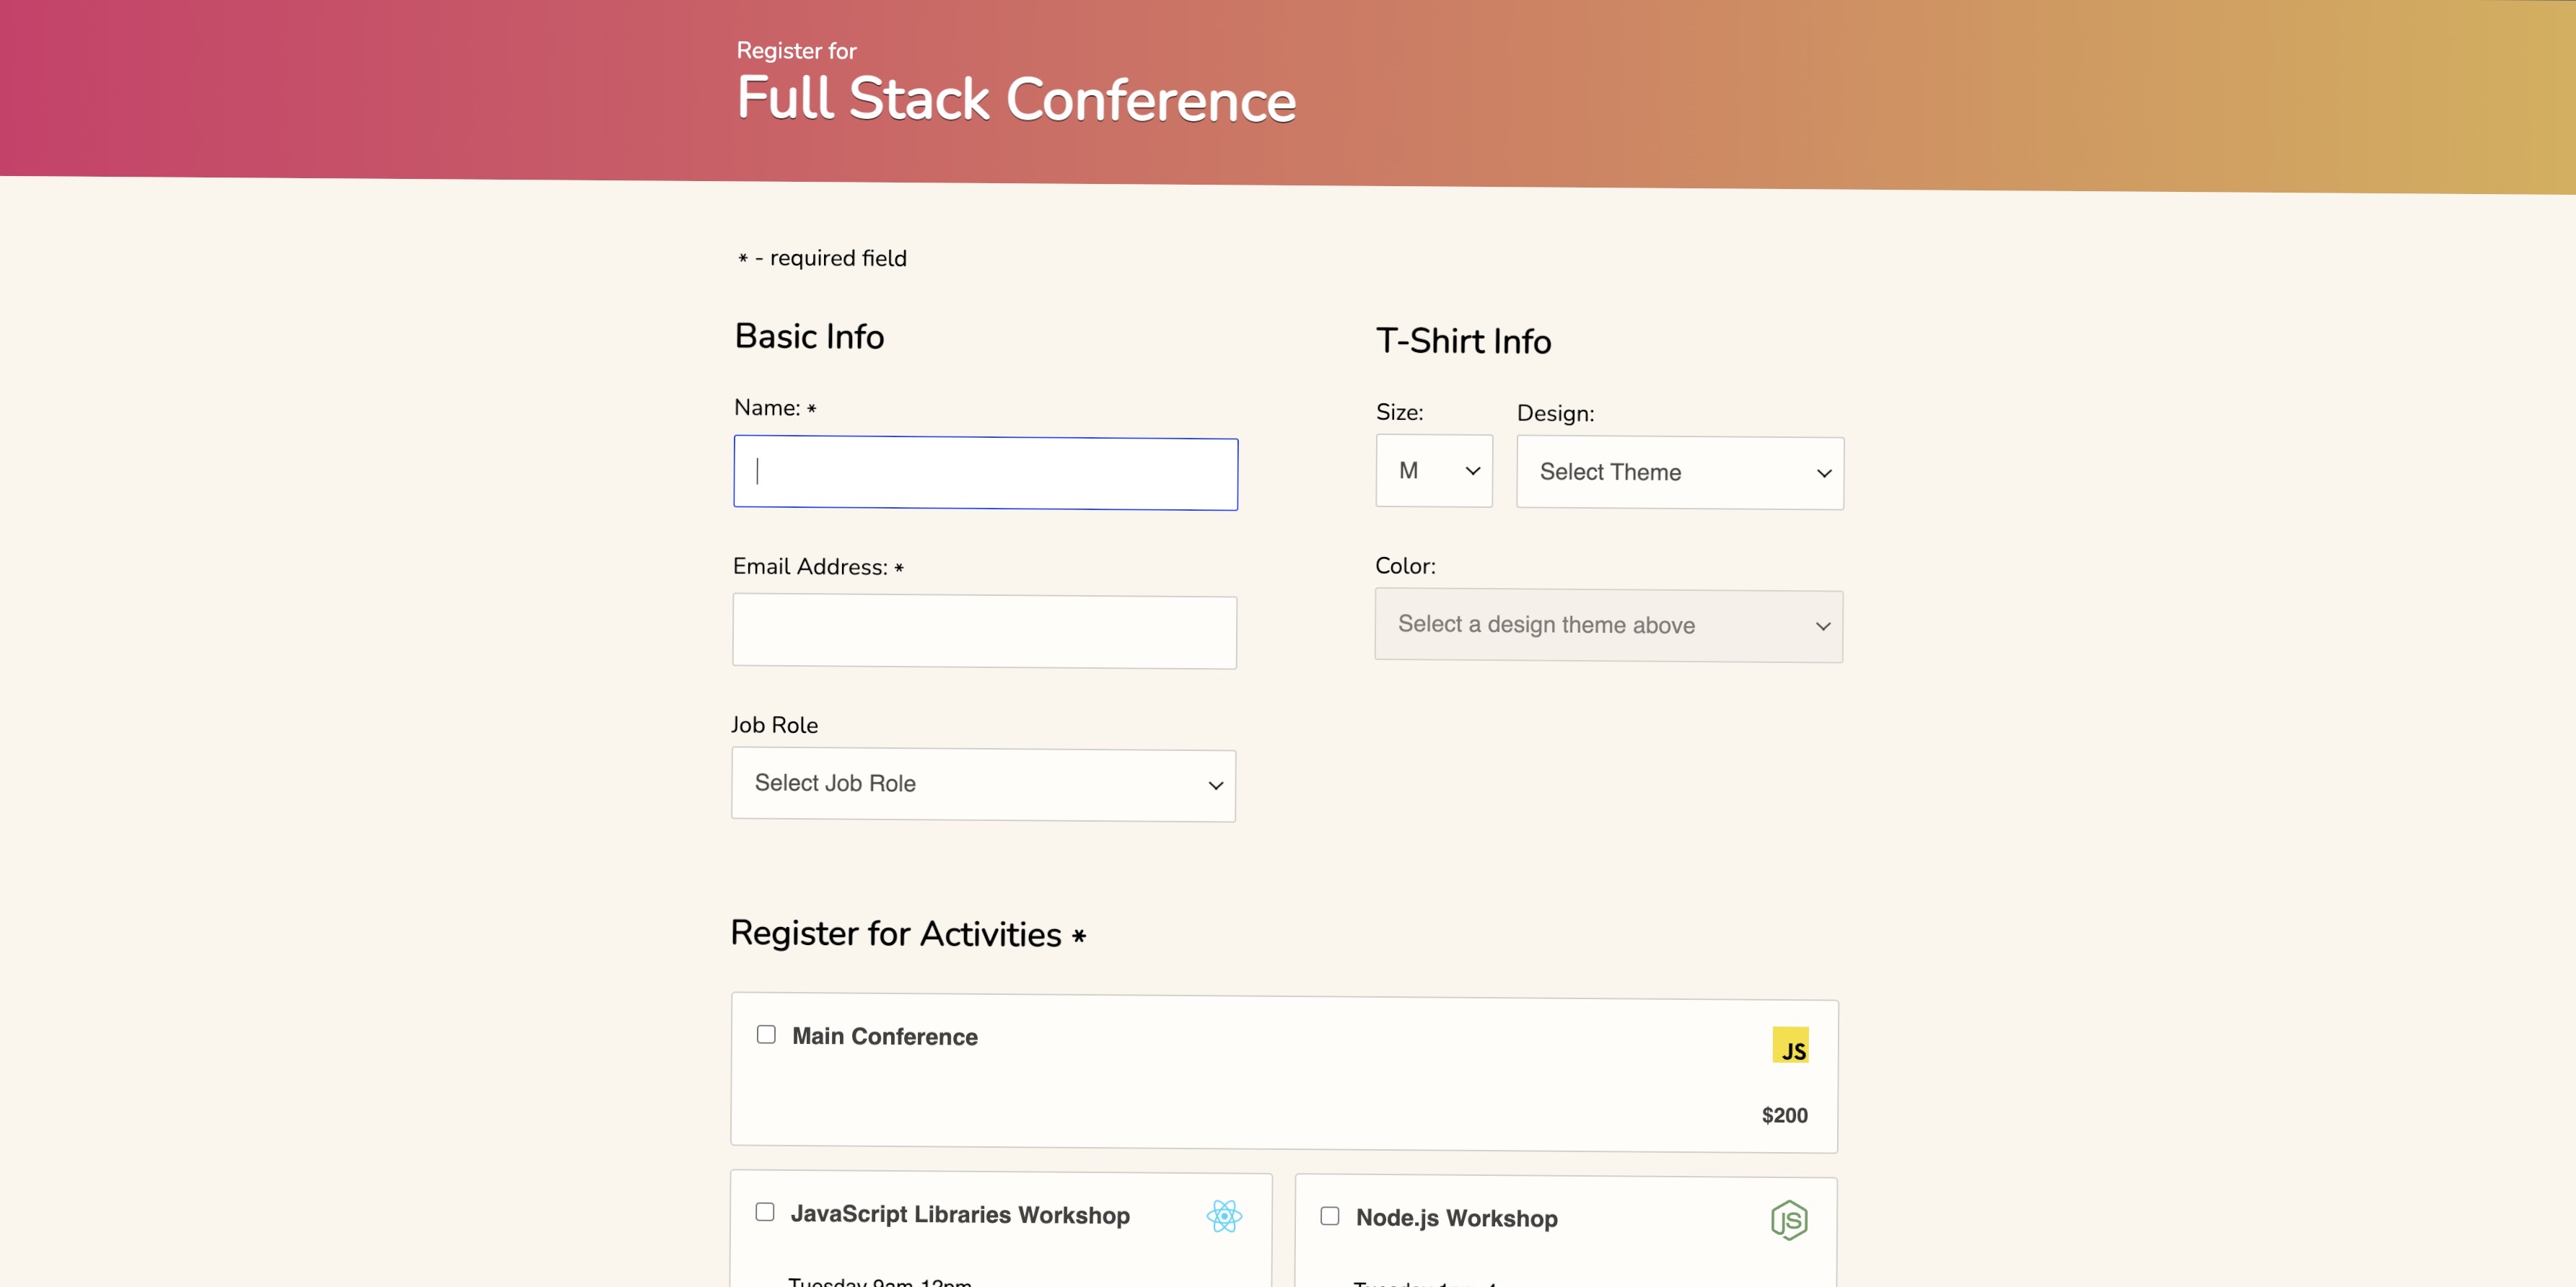 Register for
Full Stack Conference
* - required field
Basic Info
T-Shirt Info
Name: *
Size:
Design:
M
Select Theme
Email Address: *
Color:
Select a design theme above
Job Role
Select Job Role
Register for Activities *
Main Conference
JS
$200
JavaScript Libraries Workshop
Node.js Workshop
JS
Tuesday 9am-12pm
Tuesday